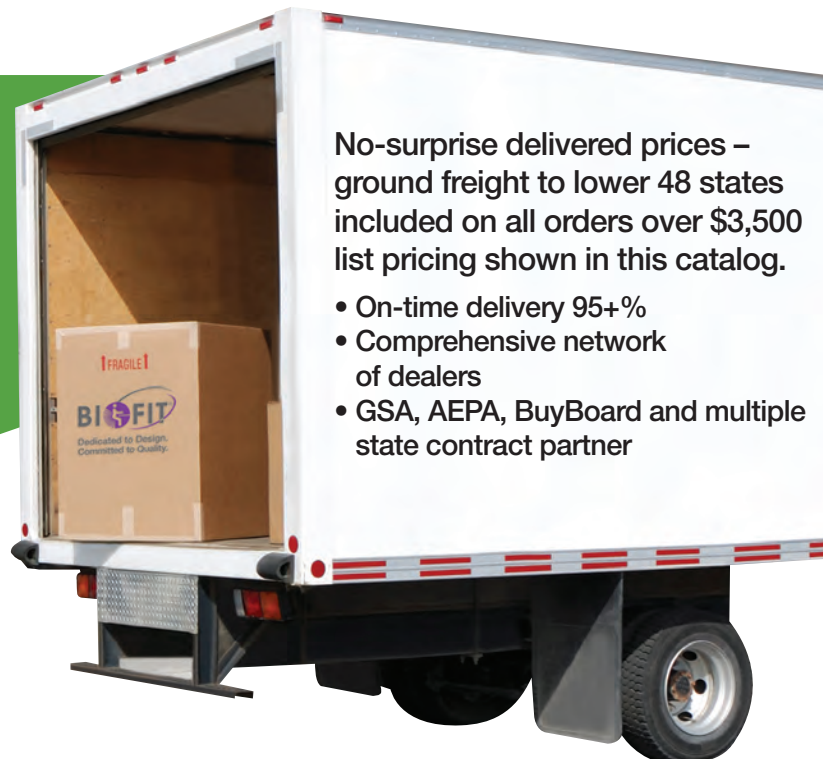 No-surprise delivered prices –
ground freight to lower 48 states
included on all orders over $3,500
list pricing shown in this catalog.
• On-time delivery 95+%
• Comprehensive network
of dealers
• GSA, AEPA, BuyBoard and multiple
state contract partner
FRAGILE
BIOFIT
Dedicated to Design.
Committed to Quality.